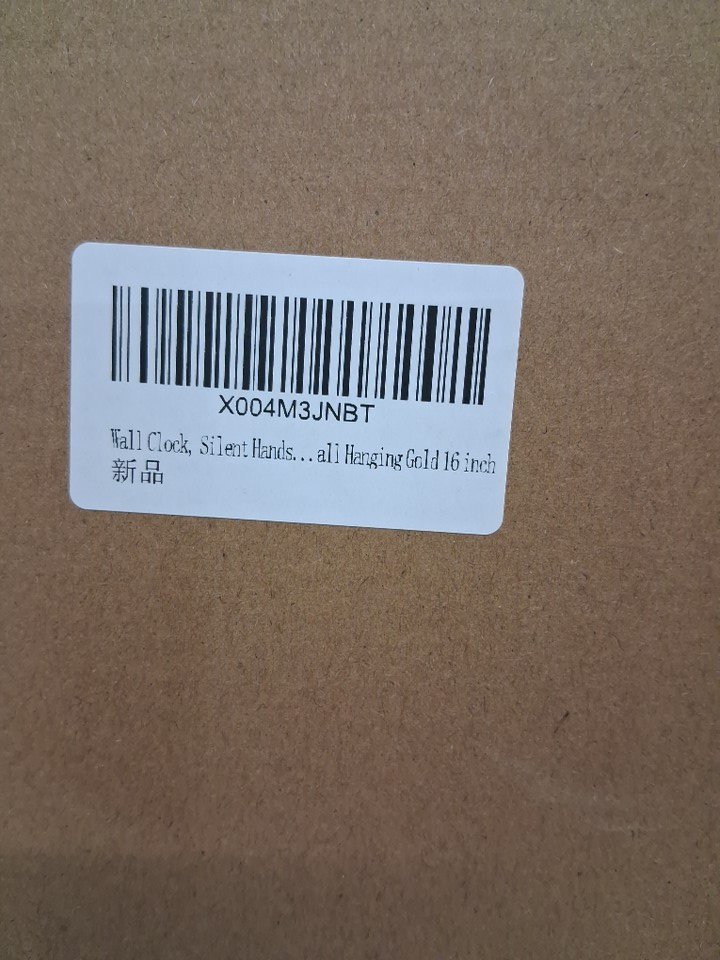 X004M3JNBT
Wall Clock, Silent Hands...all Hanging Gold 16 inch
新品